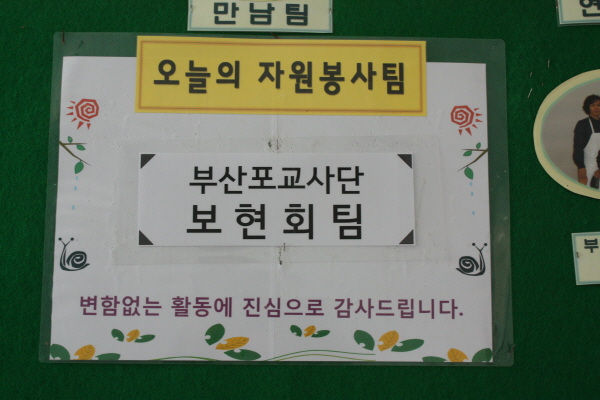 만남팀
연
오늘의 자원봉사팀
부산포교사단
보현회팀
부
변함없는 활동에 진심으로 감사드립니다.